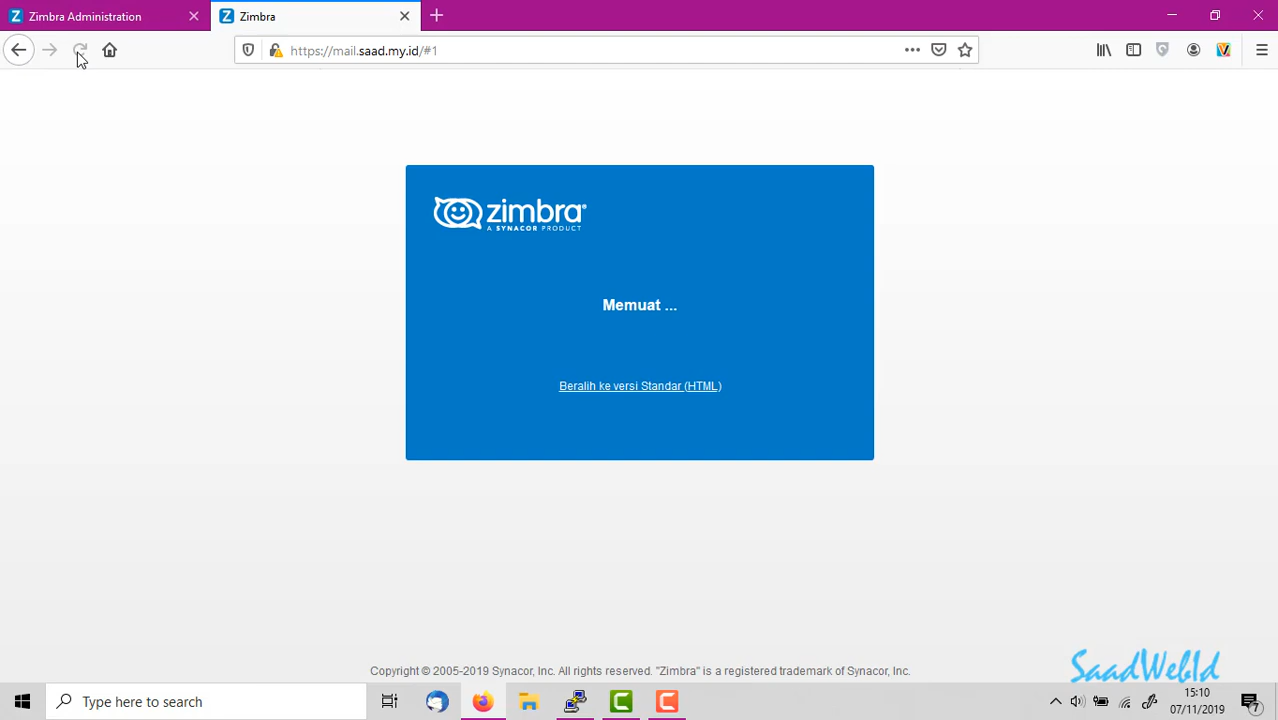 Zimbra Administration
Zimbra
https://mail.saad.my.id/#1
zimbra
A SYNACOR PRODUCT
Memuat ...
Beralih ke versi Standar (HTML)
Copyright © 2005-2019 Synacor, Inc. All rights reserved. "Zimbra" is a registered trademark of Synacor, Inc.
SaadWebId
Type here to search
15:10
07/11/2019
7